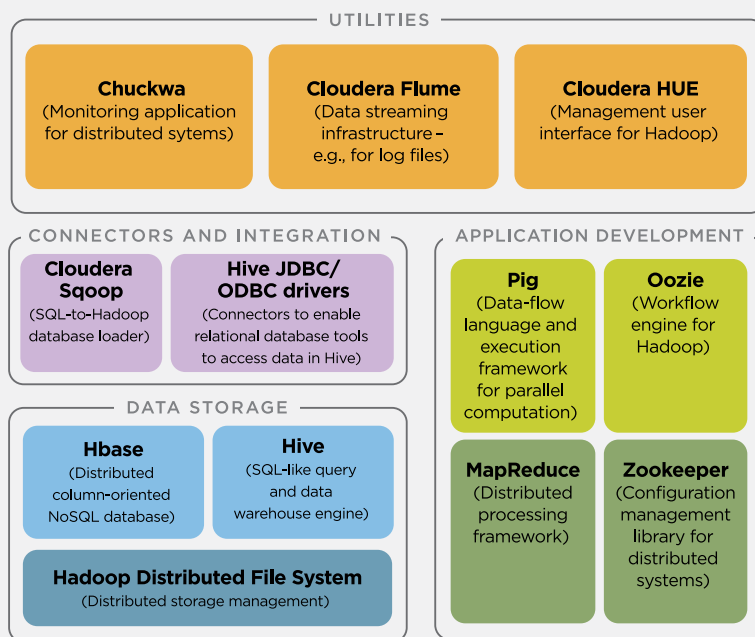 UTILITIES
Chuckwa
(Monitoring application
for distributed sytems)
Cloudera Flume
(Data streaming
infrastructure –
e.g., for log files)
Cloudera HUE
(Management user
interface for Hadoop)
CONNECTORS AND INTEGRATION
Cloudera
Sqoop
(SQL-to-Hadoop
database loader)
Hive JDBC/
ODBC drivers
(Connectors to enable
relational database tools
to access data in Hive)
DATA STORAGE
Hbase
(Distributed
column-oriented
NoSQL database)
Hive
(SQL-like query
and data
warehouse engine)
Hadoop Distributed File System
(Distributed storage management)
APPLICATION DEVELOPMENT
Pig
(Data-flow
language and
execution
framework
for parallel
computation)
Oozie
(Workflow
engine for
Hadoop)
MapReduce
(Distributed
processing
framework)
Zookeeper
(Configuration
management
library for
distributed
systems)